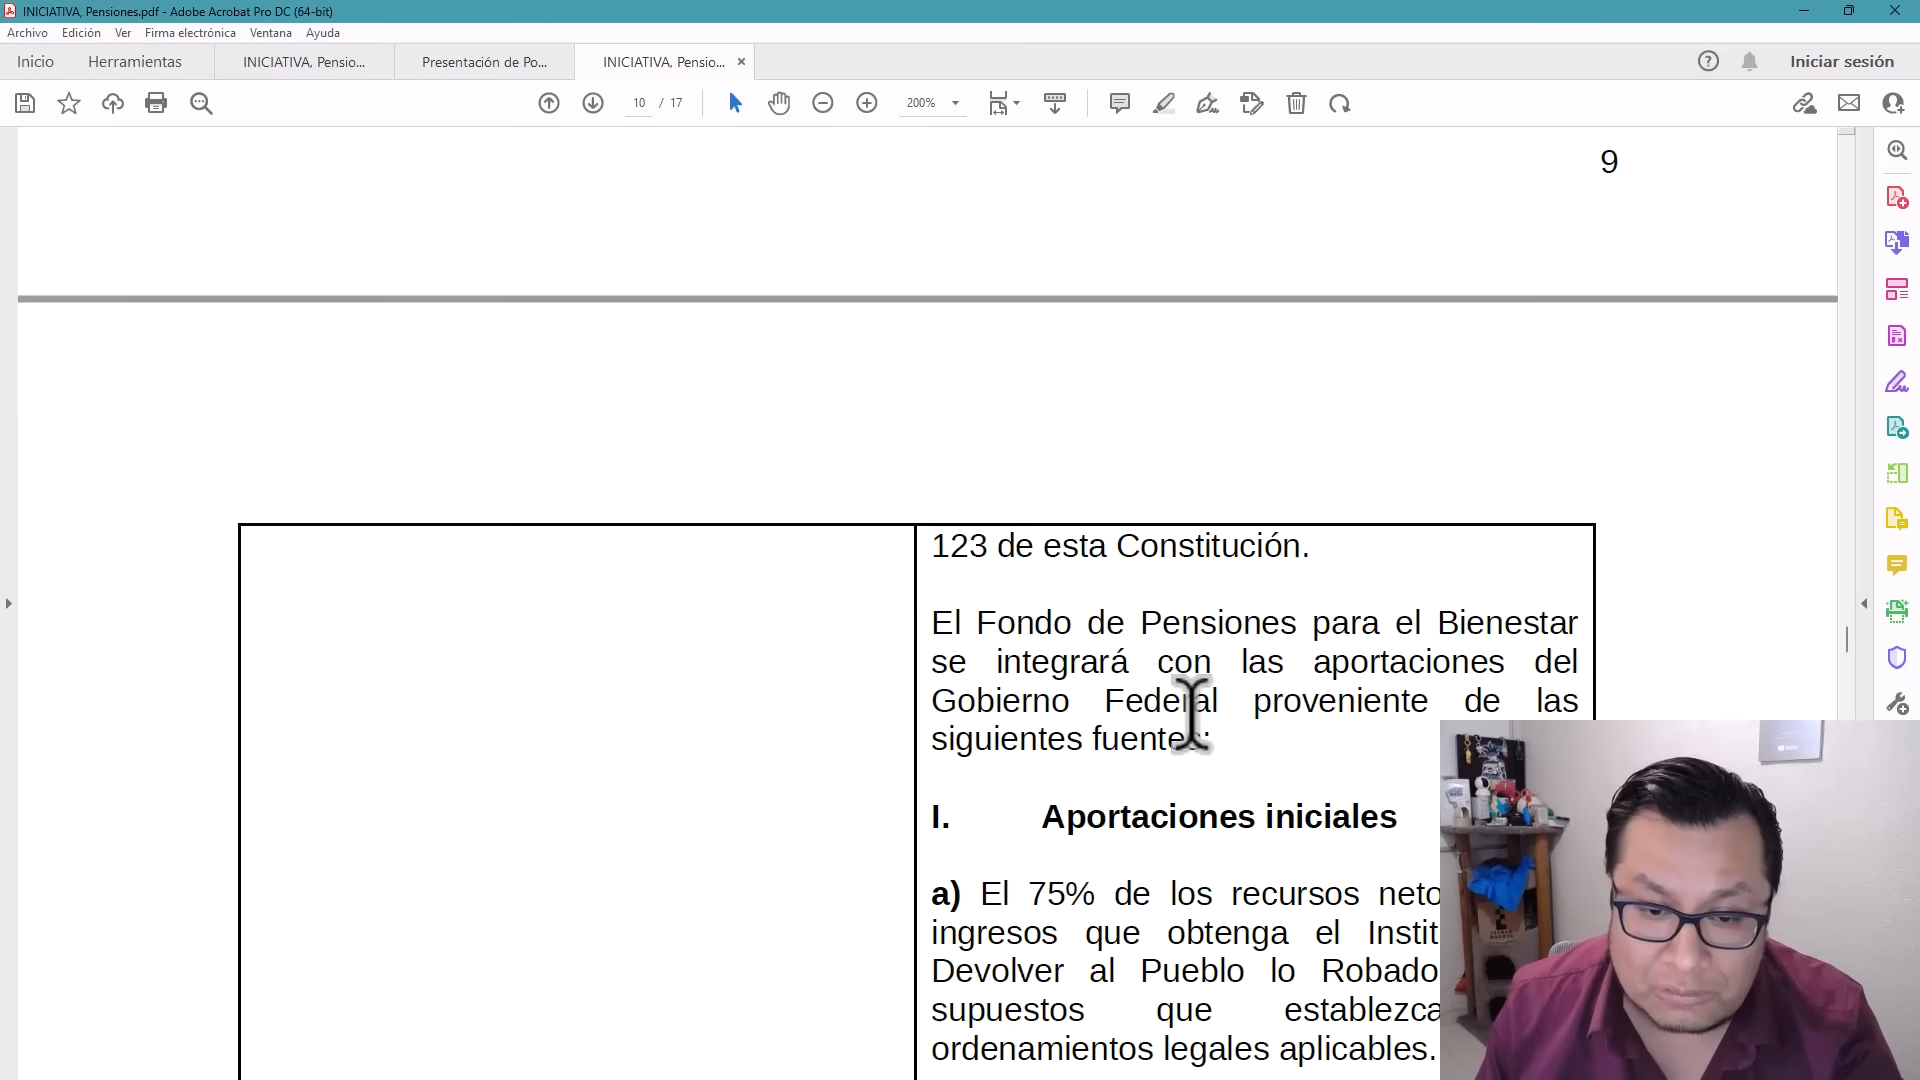 INICIATIVA, Pensiones.pdf - Adobe Acrobat Pro DC (64-bit)
Archivo Edición Ver Firma electrónica Ventana Ayuda
Inicio Herramientas INICIATIVA, Pensio... Presentación de Po... INICIATIVA, Pensio... Iniciar sesión
10 / 17 200%
9
123 de esta Constitución.
El Fondo de Pensiones para el Bienestar
se integrará con las aportaciones del
Gobierno Federal proveniente de las
siguientes fuentes:
I. Aportaciones iniciales
a) El 75% de los recursos neto
ingresos que obtenga el Instit
Devolver al Pueblo lo Robado
supuestos que establezca
ordenamientos legales aplicables.